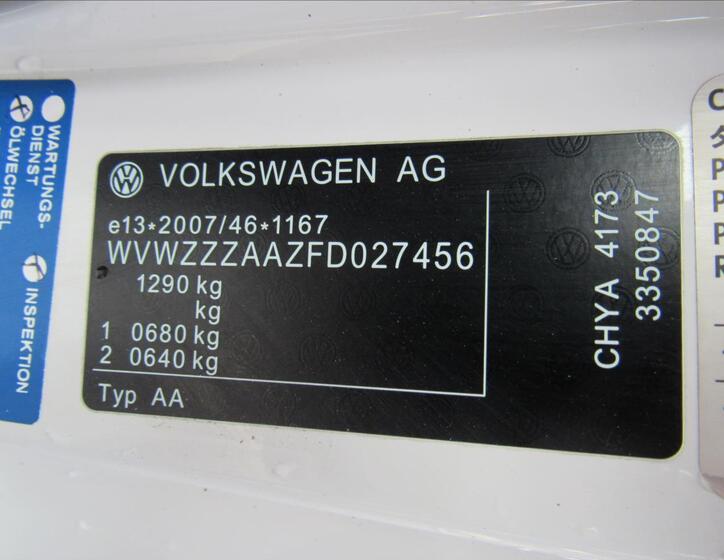 WARTUNGS-
DIENST
ÖLWECHSEL
INSPEKTION
VOLKSWAGEN AG
e13*2007/46*1167
WVWZZZAAZFD027456
1290 kg
kg
1 0680 kg
2 0640 kg
Typ AA
CHYA 4173
3350847